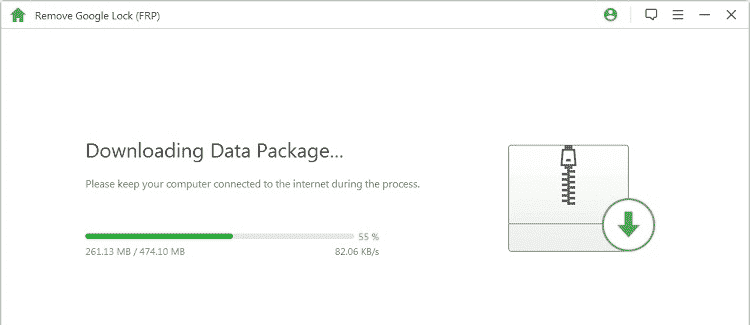 Remove Google Lock (FRP)
Downloading Data Package...
Please keep your computer connected to the internet during the process.
55 %
261.13 MB / 474.10 MB 82.06 KB/s